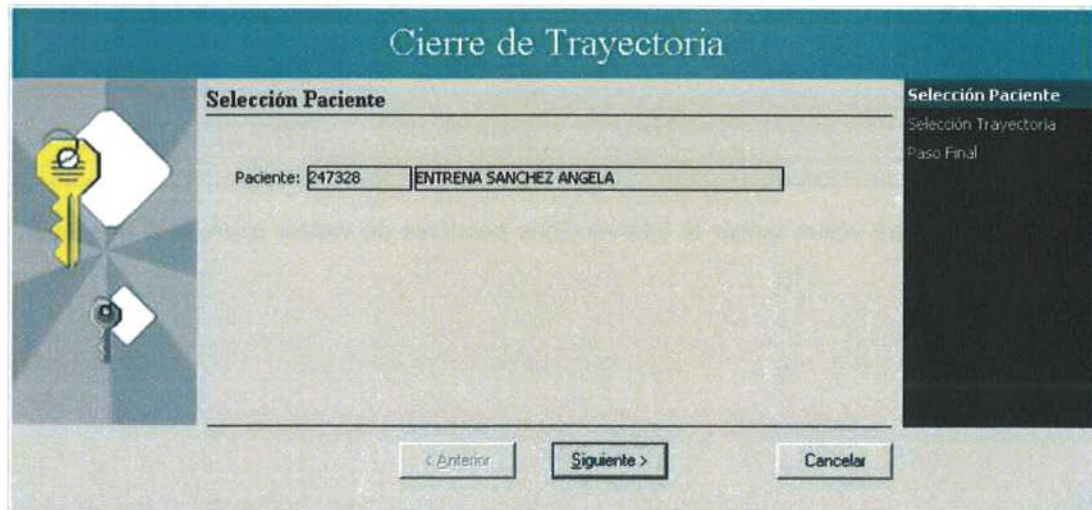 Cierre de Trayectoria
Selección Paciente
Paciente: 247328 ENTRENA SANCHEZ ANGELA
Selección Paciente
Selección Trayectoria
Paso Final
< Anterior Siguiente > Cancelar